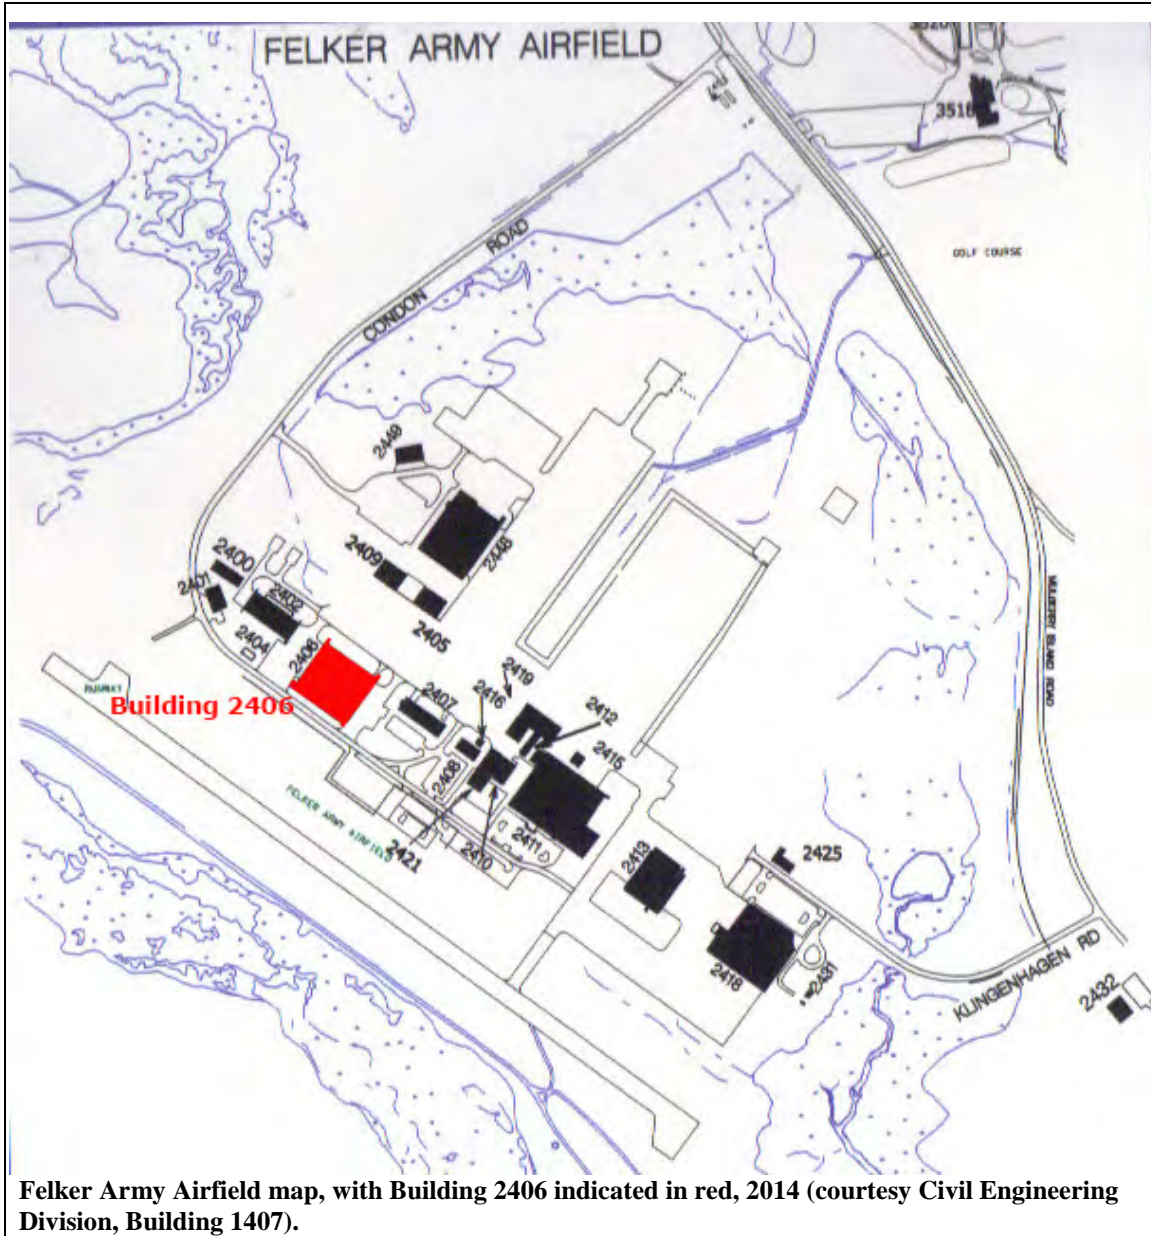 3520
FELKER ARMY AIRFIELD
3518
GOLF COURSE
CONDON ROAD
2449
2448
2409
2400
2401
2405
2402
MULBERRY ISLAND ROAD
2404
2406
2419
2416
2407
2412
RUNWAY
Building 2406
2415
2408
FELKER ARMY AIRFIELD
2411
2421
2410
2413
2425
2418
2431
KLINGENHAGEN RD
2432
Felker Army Airfield map, with Building 2406 indicated in red, 2014 (courtesy Civil Engineering
Division, Building 1407).